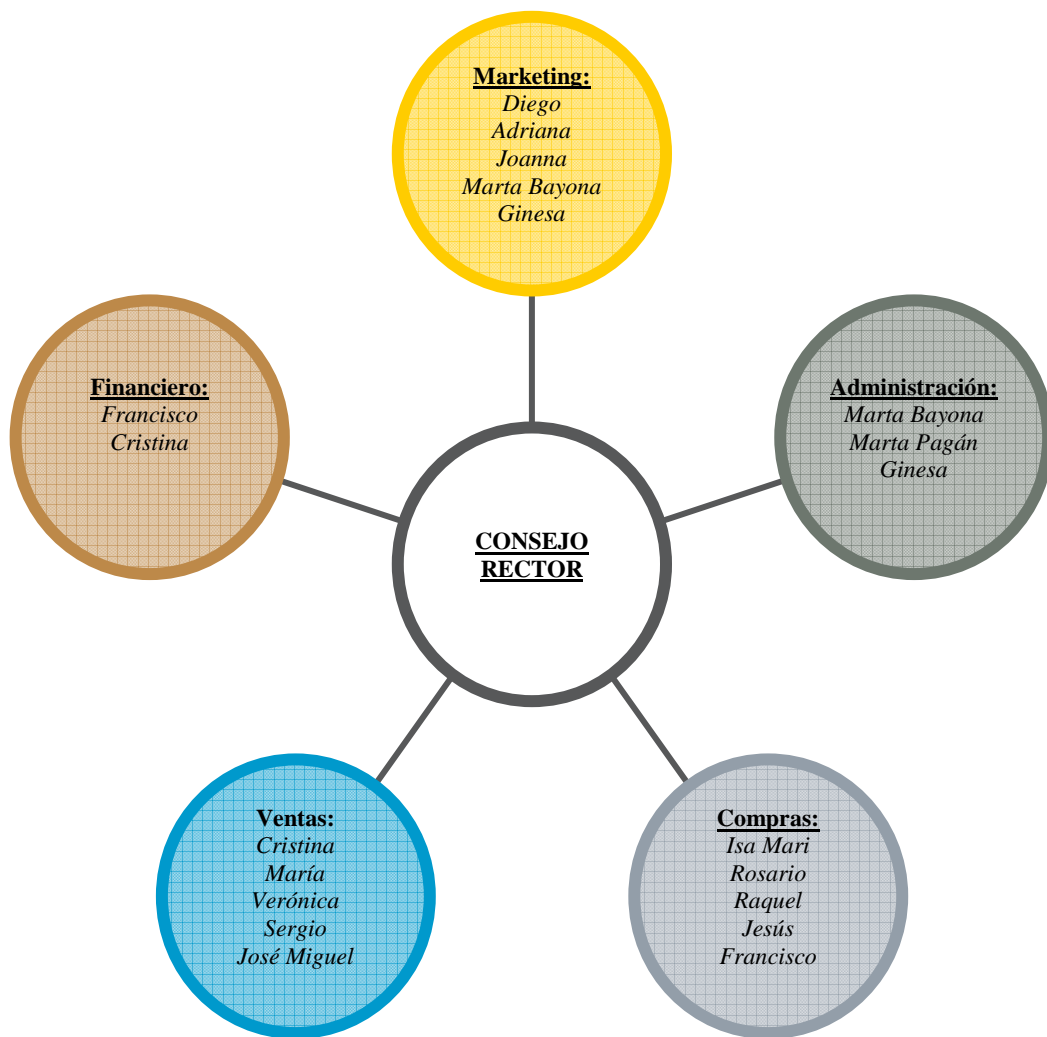 Marketing:
Diego
Adriana
Joanna
Marta Bayona
Ginesa
Financiero:
Francisco
Cristina
Administración:
Marta Bayona
Marta Pagán
Ginesa
CONSEJO
RECTOR
Ventas:
Cristina
María
Verónica
Sergio
José Miguel
Compras:
Isa Mari
Rosario
Raquel
Jesús
Francisco